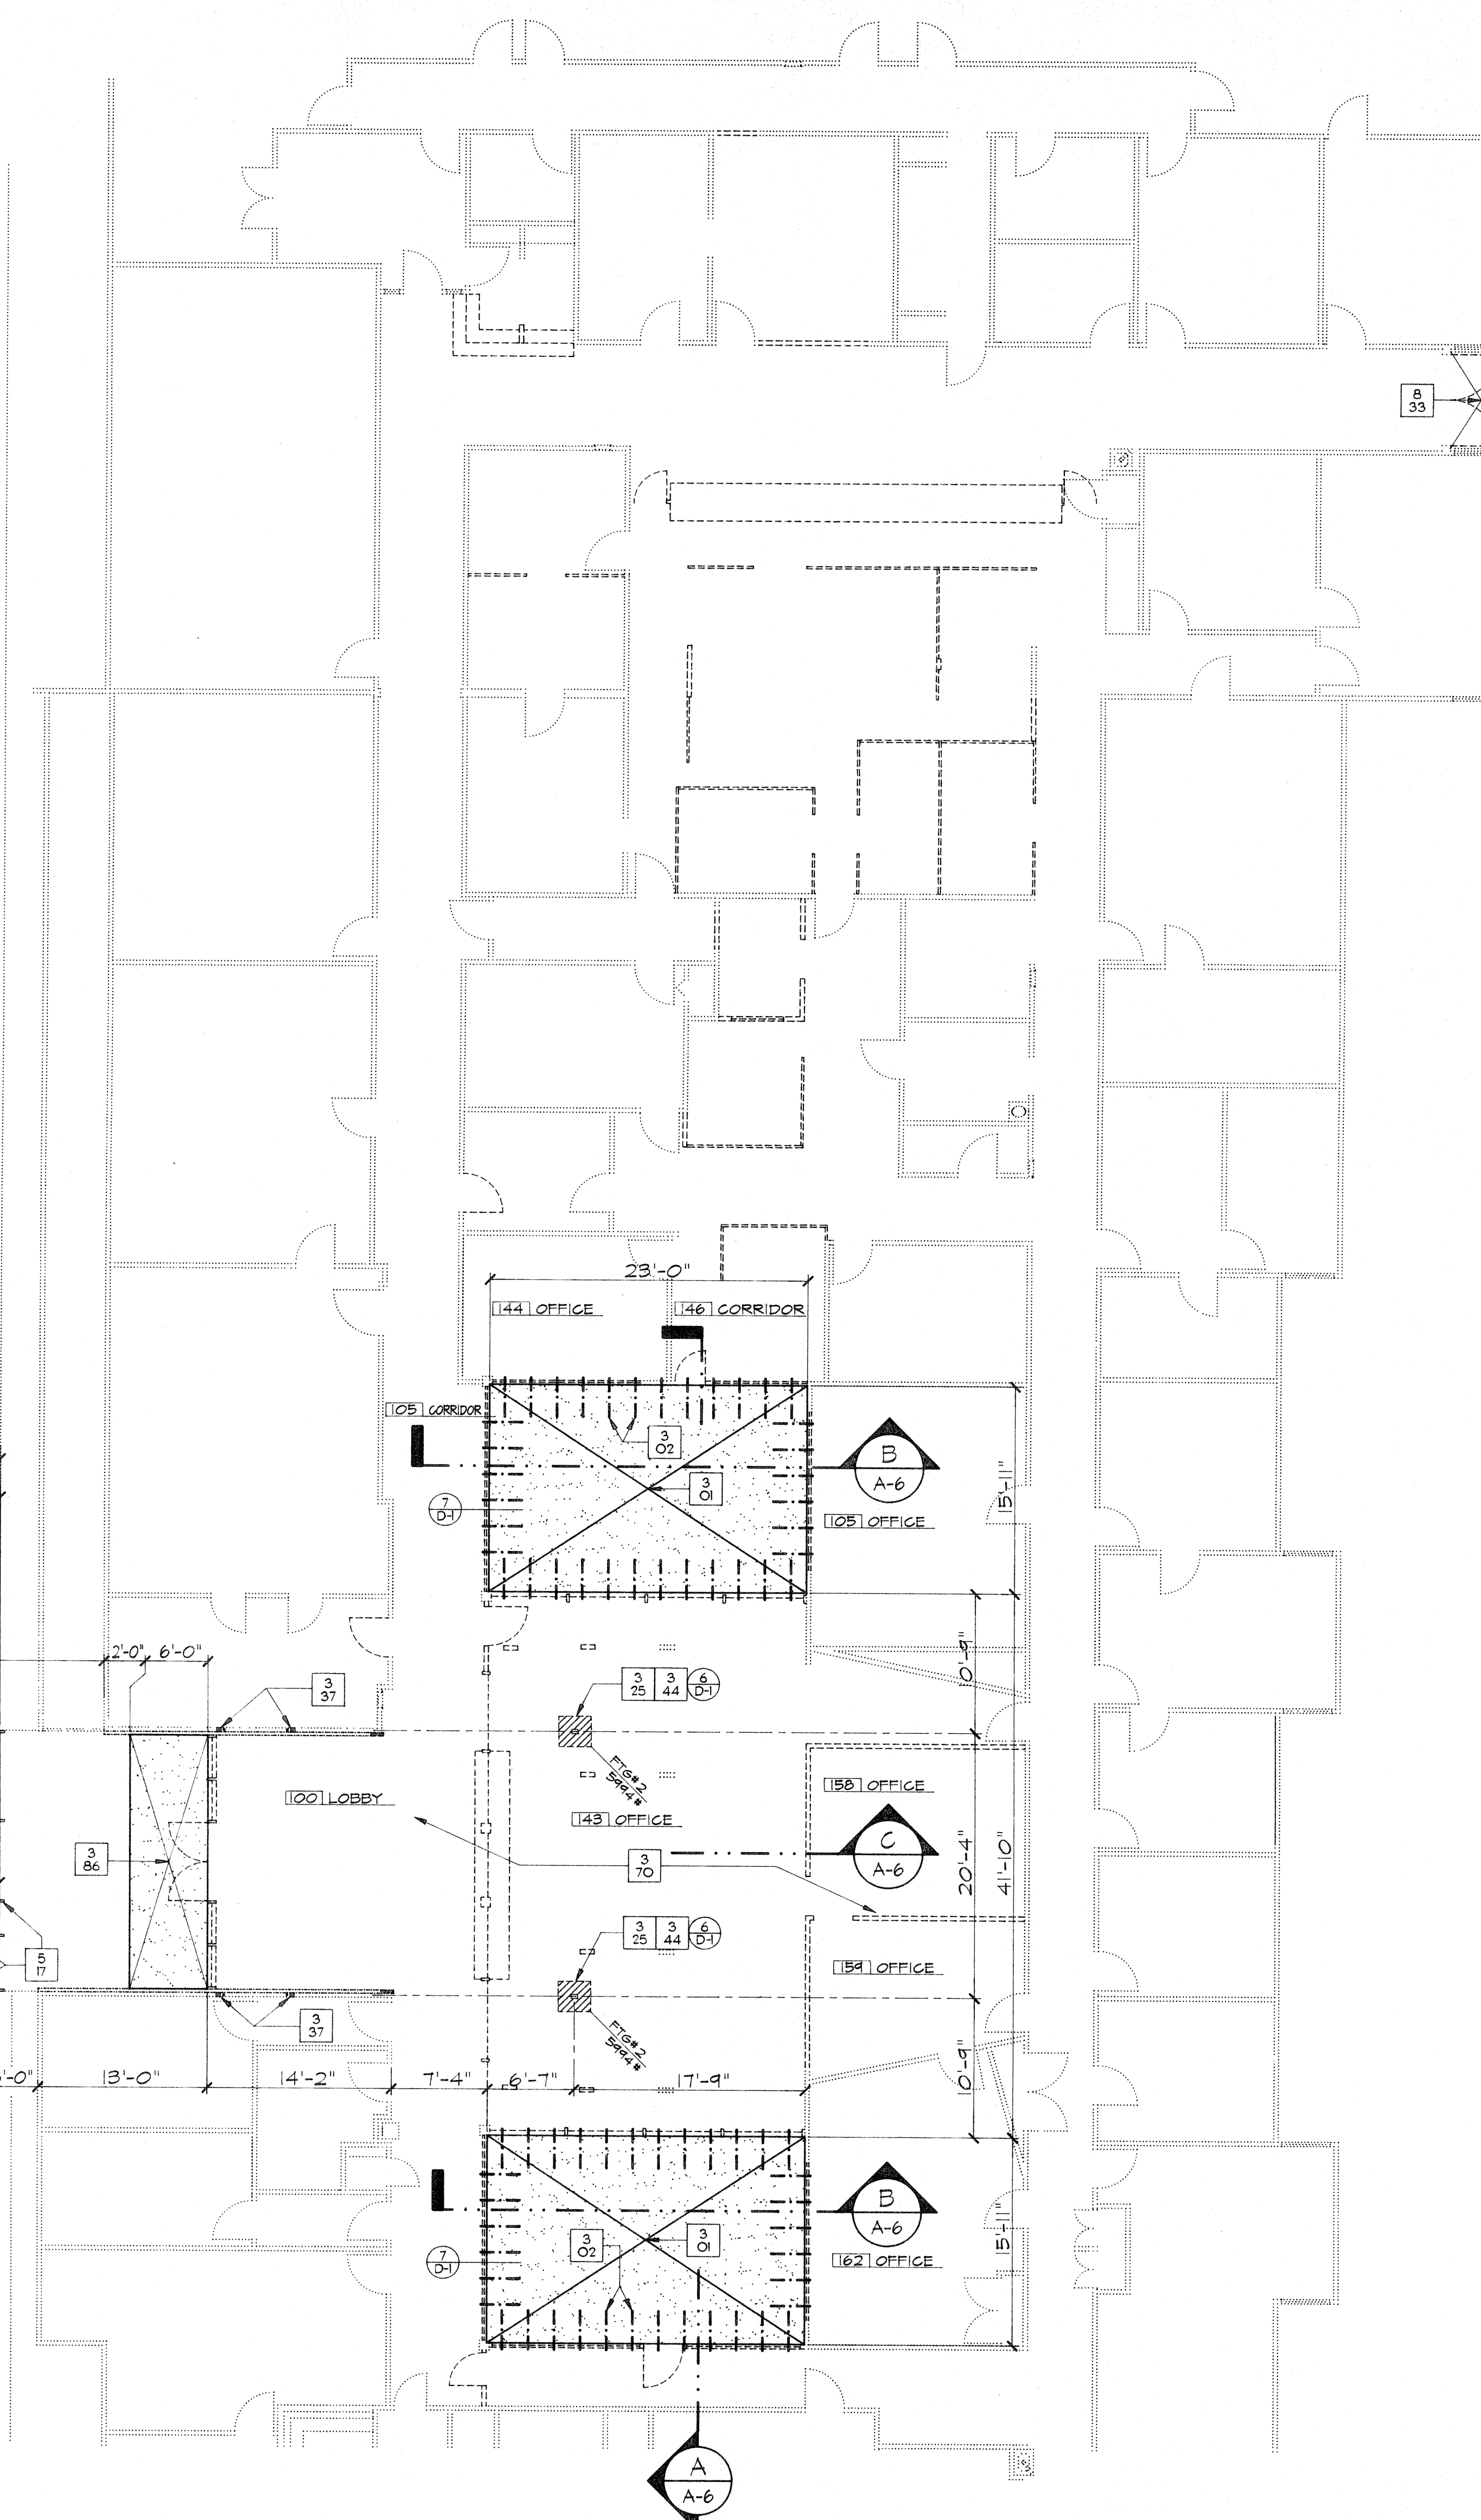 8
33
23'-0"
144 OFFICE
146 CORRIDOR
105 CORRIDOR
3
02
B
A-6
3
01
7
D-1
105 OFFICE
15'-11"
10'-9"
2'-0"
6'-0"
3
37
3
25
3
44
6
D-1
FTG#2
5994#
100 LOBBY
158 OFFICE
143 OFFICE
C
A-6
3
86
3
70
20'-4"
41'-10"
3
25
3
44
6
D-1
5
17
159 OFFICE
3
37
FTG#2
5994#
13'-0"
14'-2"
7'-4"
6'-7"
17'-9"
10'-9"
B
A-6
3
02
3
01
7
D-1
162 OFFICE
15'-11"
A
A-6